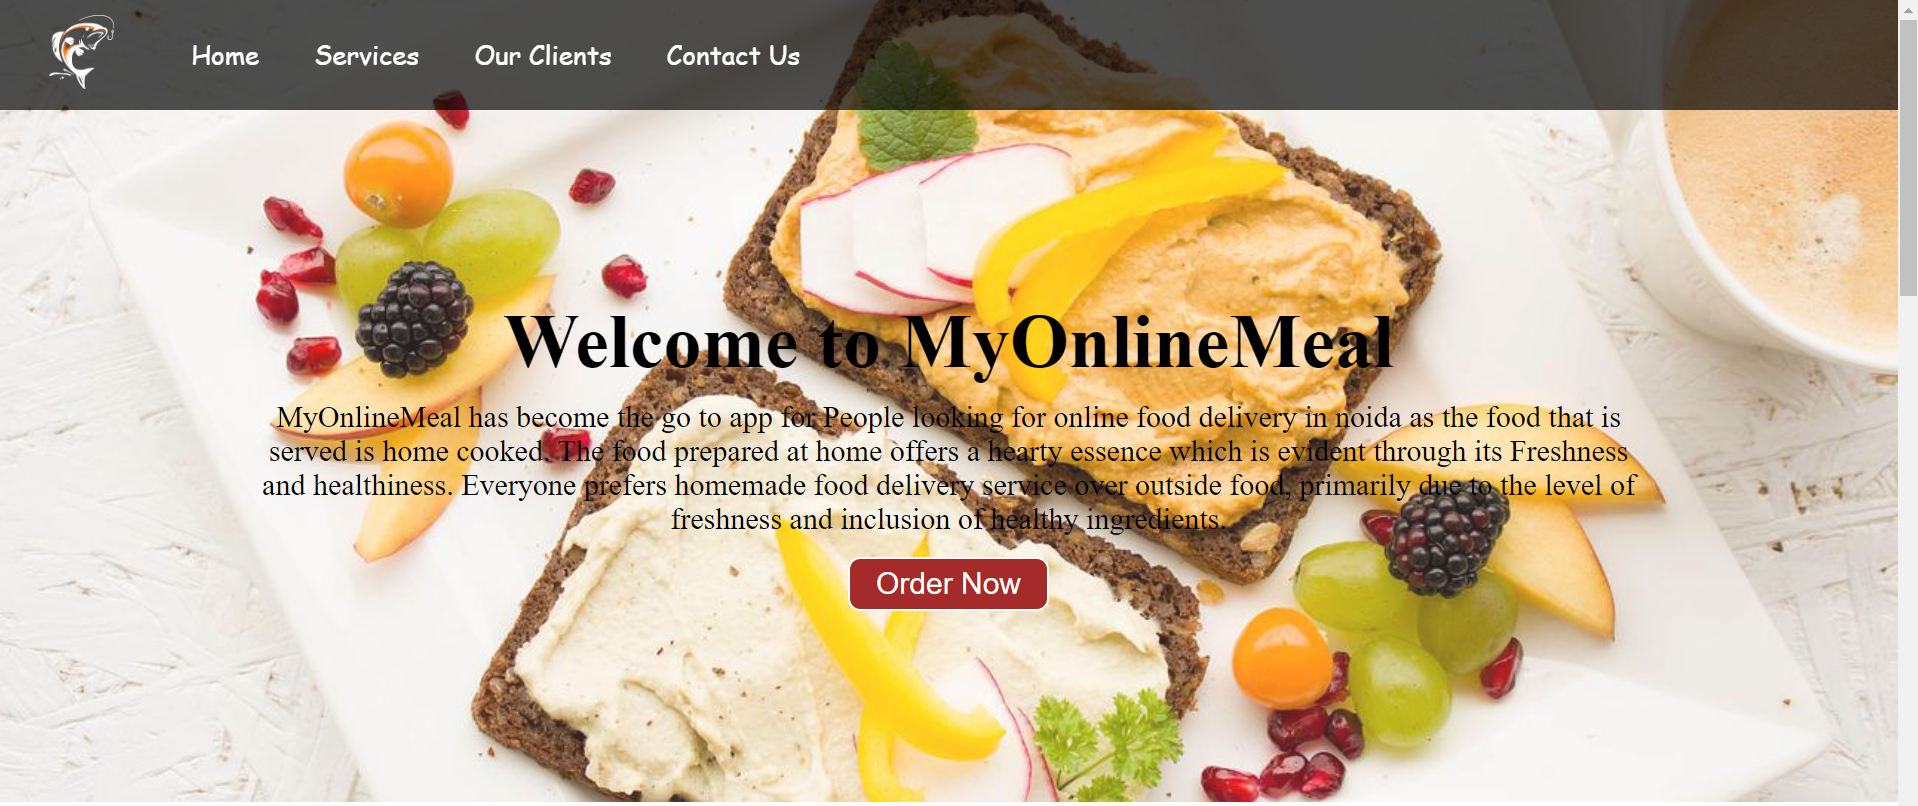 Home Services Our Clients Contact Us
Welcome to MyOnlineMeal
MyOnlineMeal has become the go to app for People looking for online food delivery in noida as the food that is
served is home cooked. The food prepared at home offers a hearty essence which is evident through its Freshness
and healthiness. Everyone prefers homemade food delivery service over outside food, primarily due to the level of
freshness and inclusion of healthy ingredients.
Order Now